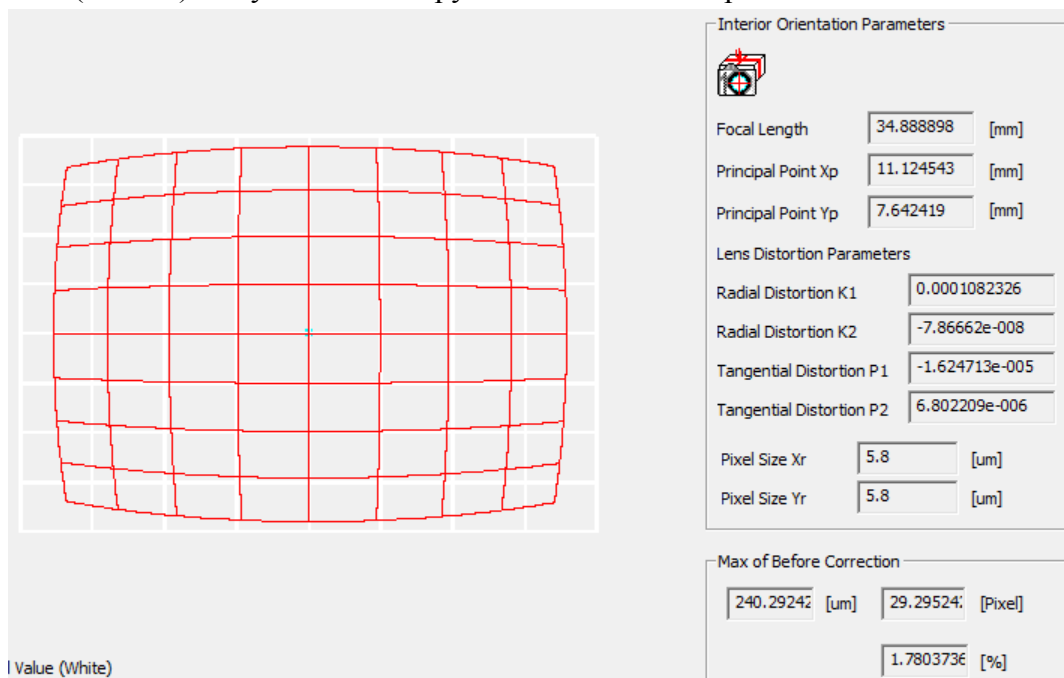 Interior Orientation Parameters
Focal Length 34.888898 [mm]
Principal Point Xp 11.124543 [mm]
Principal Point Yp 7.642419 [mm]
Lens Distortion Parameters
Radial Distortion K1 0.0001082326
Radial Distortion K2 -7.86662e-008
Tangential Distortion P1 -1.624713e-005
Tangential Distortion P2 6.802209e-006
Pixel Size Xr 5.8 [um]
Pixel Size Yr 5.8 [um]
Max of Before Correction
240.29242 [um] 29.295242 [Pixel]
1.7803736 [%]
Value (White)